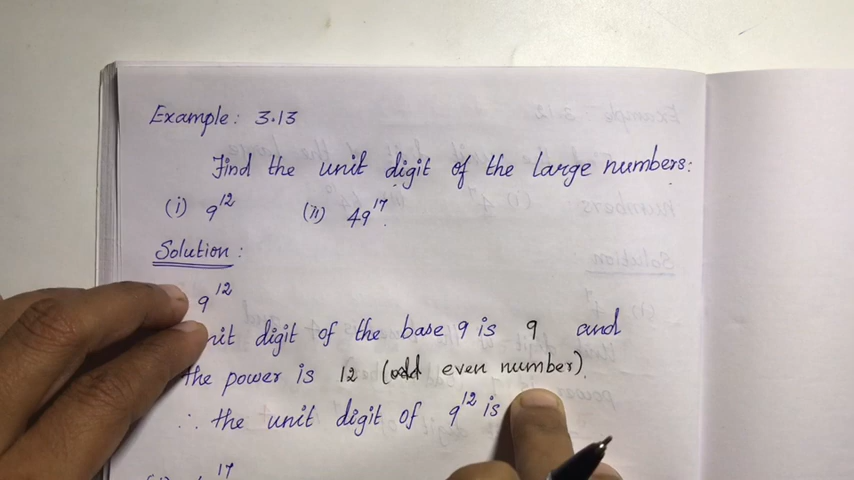 Example: 3.13
Find the unit digit of the large numbers:
(i) 9^12 (ii) 49^17.
Solution:
9^12
unit digit of the base 9 is 9 and
the power is 12 (odd even number).
∴ the unit digit of 9^12 is